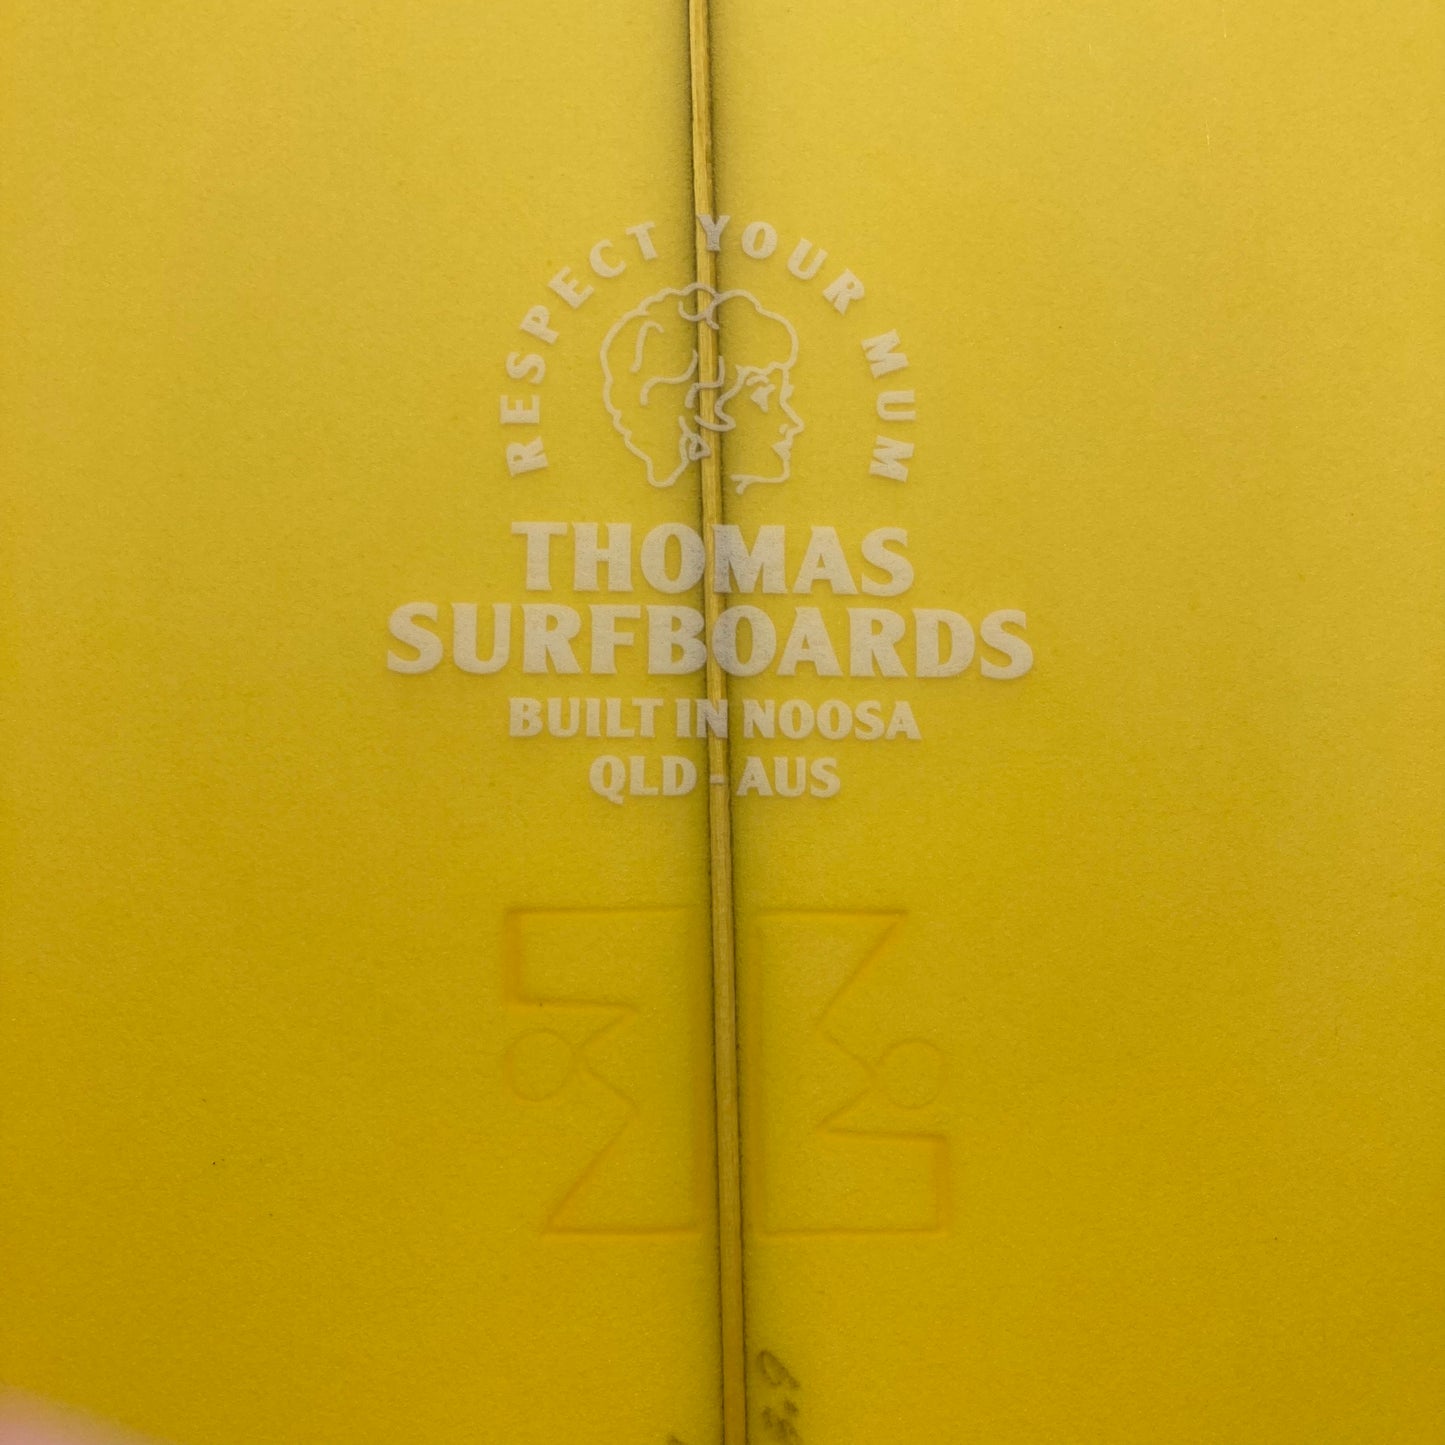 RESPECT YOUR MUM
THOMAS
SURFBOARDS
BUILT IN NOOSA
QLD - AUS